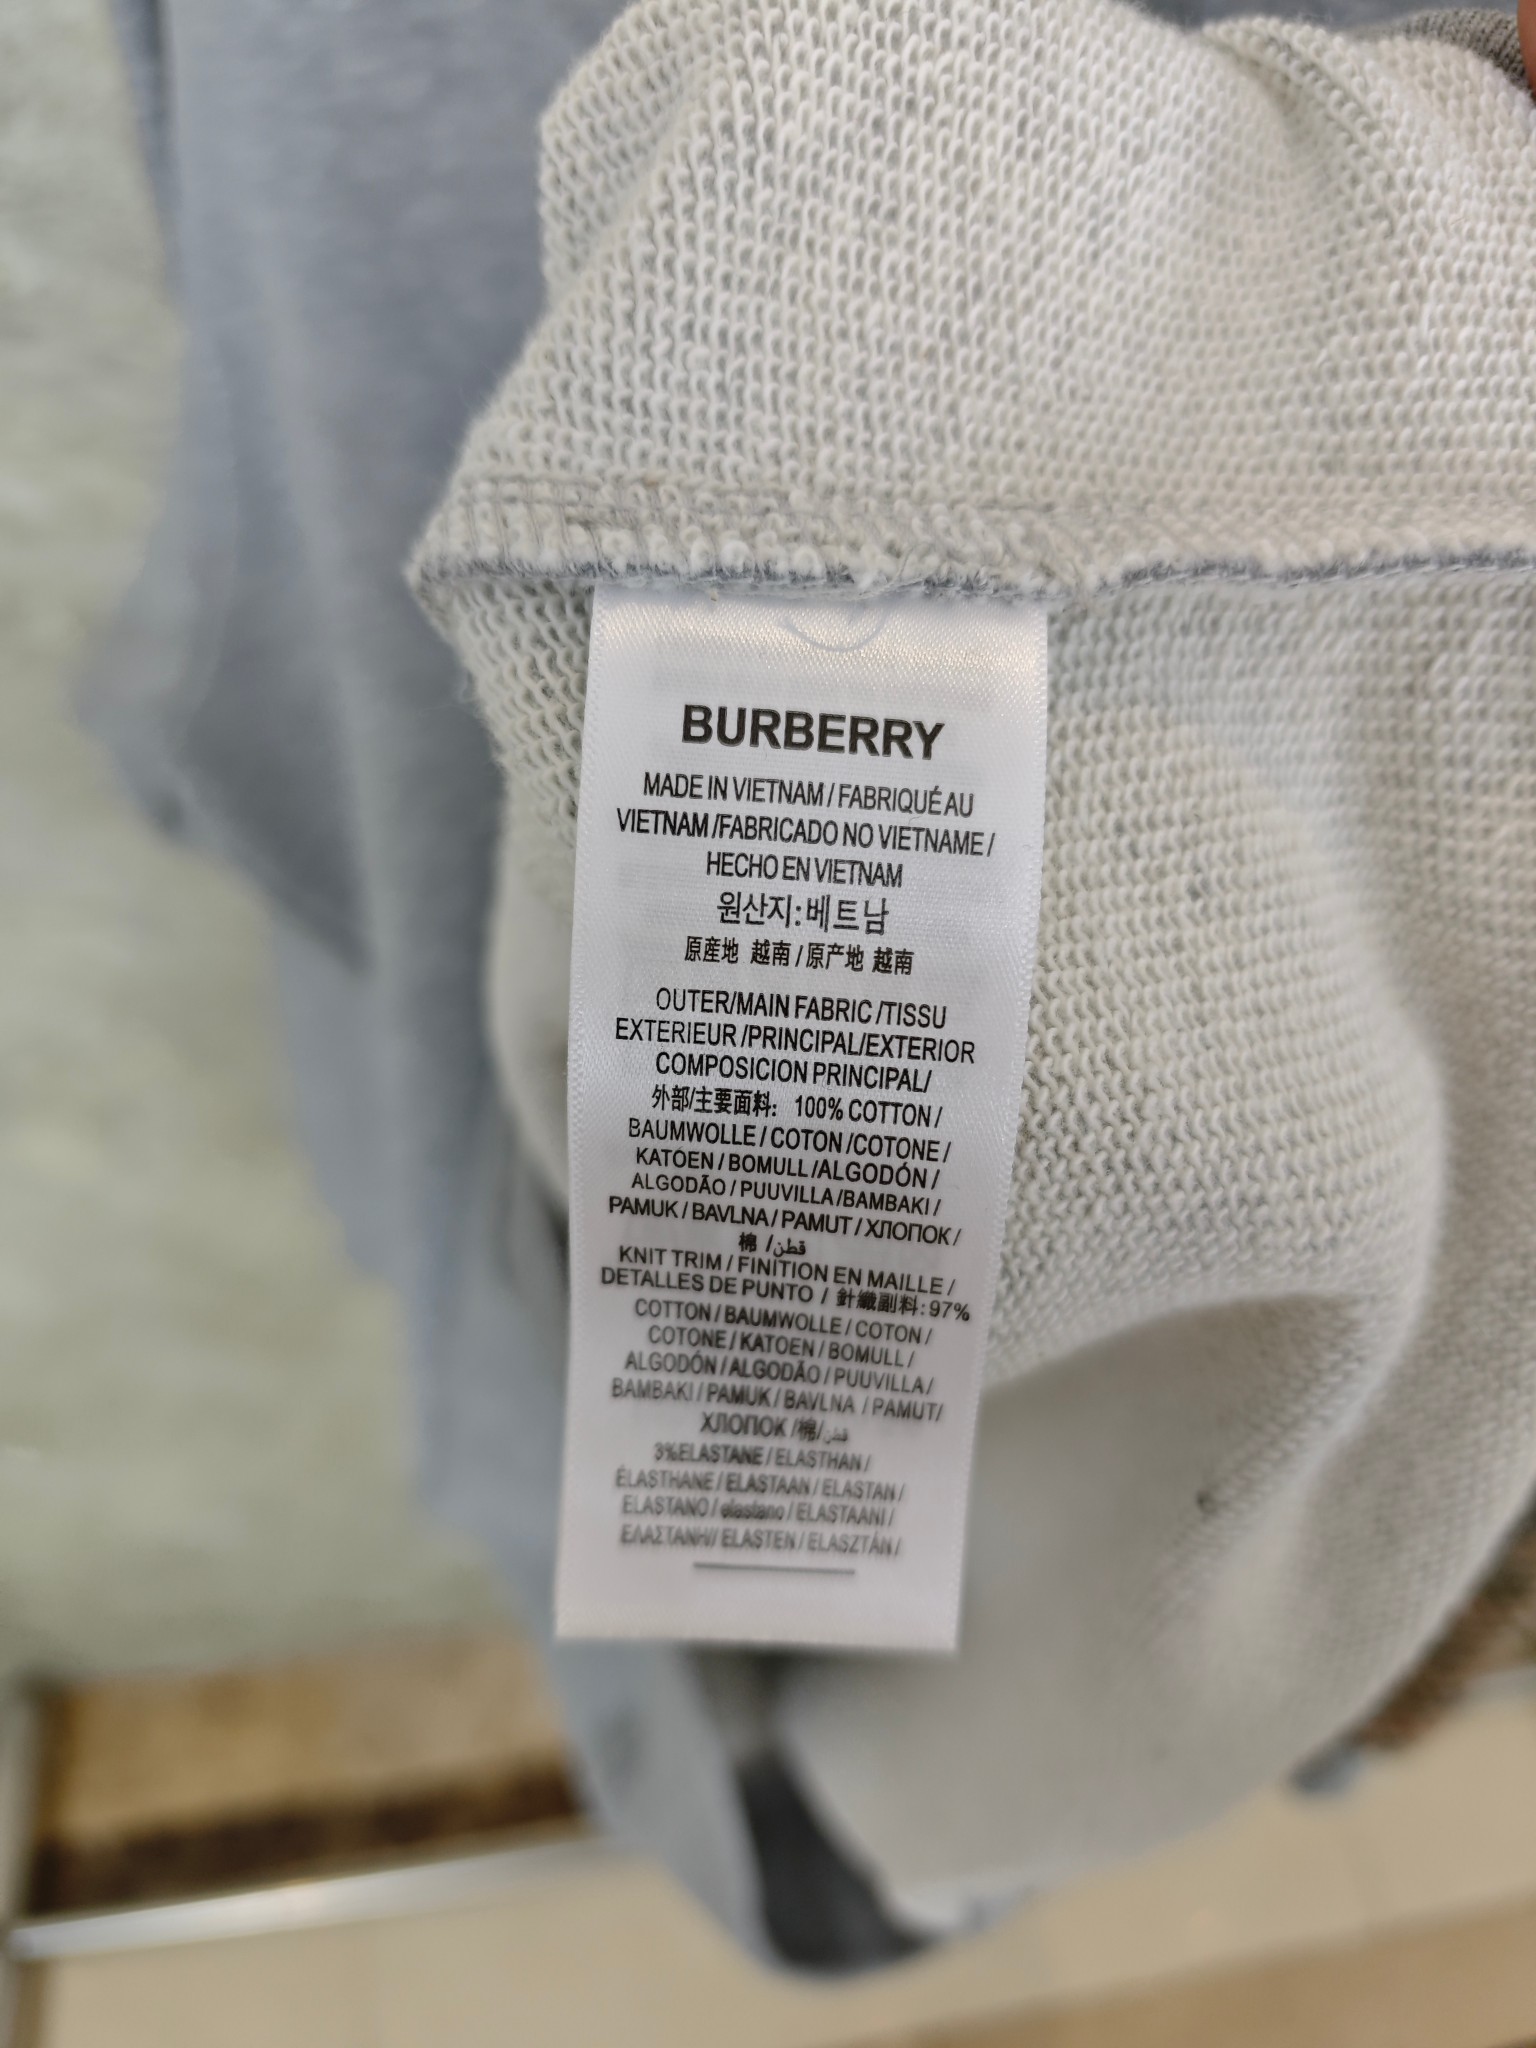 BURBERRY
MADE IN VIETNAM / FABRIQUÉ AU
VIETNAM /FABRICADO NO VIETNAME /
HECHO EN VIETNAM
원산지:베트남
原産地 越南 / 原产地 越南
OUTER/MAIN FABRIC /TISSU
EXTERIEUR /PRINCIPAL/EXTERIOR
COMPOSICION PRINCIPAL/
外部/主要面料: 100% COTTON /
BAUMWOLLE / COTON /COTONE /
KATOEN / BOMULL /ALGODÓN /
ALGODÃO / PUUVILLA /BAMBAKI /
PAMUK / BAVLNA / PAMUT / ХЛОПОК /
棉 / قطن
KNIT TRIM / FINITION EN MAILLE /
DETALLES DE PUNTO / 針織副料: 97%
COTTON / BAUMWOLLE / COTON /
COTONE / KATOEN / BOMULL /
ALGODÓN / ALGODÃO / PUUVILLA /
BAMBAKI / PAMUK / BAVLNA / PAMUT/
ХЛОПОК /棉/ قطن
3%ELASTANE / ELASTHAN /
ÉLASTHANE / ELASTAAN / ELASTAN /
ELASTANO / elastano / ELASTAANI /
ΕΛΑΣΤΑΝΗ/ ELASTEN / ELASZTÁN /